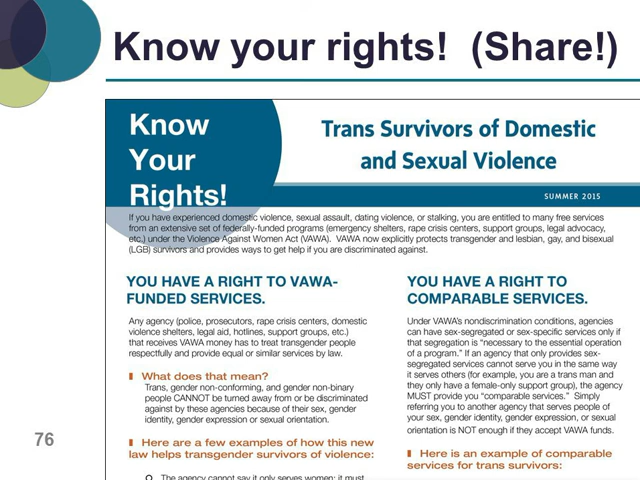 Know your rights!  (Share!)
Know
Your
Rights!
Trans Survivors of Domestic
and Sexual Violence
SUMMER 2015
If you have experienced domestic violence, sexual assault, dating violence, or stalking, you are entitled to many free services
from an extensive set of federally-funded programs (emergency shelters, rape crisis centers, support groups, legal advocacy,
etc.) under the Violence Against Women Act (VAWA).  VAWA now explicitly protects transgender and lesbian, gay, and bisexual
(LGB) survivors and provides ways to get help if you are discriminated against.
YOU HAVE A RIGHT TO VAWA-
FUNDED SERVICES.
Any agency (police, prosecutors, rape crisis centers, domestic
violence shelters, legal aid, hotlines, support groups, etc.)
that receives VAWA money has to treat transgender people
respectfully and provide equal or similar services by law.
What does that mean?
Trans, gender non-conforming, and gender non-binary
people CANNOT be turned away from or be discriminated
against by these agencies because of their sex, gender
identity, gender expression or sexual orientation.
Here are a few examples of how this new
law helps transgender survivors of violence:
The agency cannot say it only serves women; it must
YOU HAVE A RIGHT TO
COMPARABLE SERVICES.
Under VAWA's nondiscrimination conditions, agencies
can have sex-segregated or sex-specific services only if
that segregation is "necessary to the essential operation
of a program." If an agency that only provides sex-
segregated services cannot serve you in the same way
it serves others (for example, you are a trans man and
they only have a female-only support group), the agency
MUST provide you "comparable services."  Simply
referring you to another agency that serves people of
your sex, gender identity, gender expression, or sexual
orientation is NOT enough if they accept VAWA funds.
Here is an example of comparable
services for trans survivors:
76